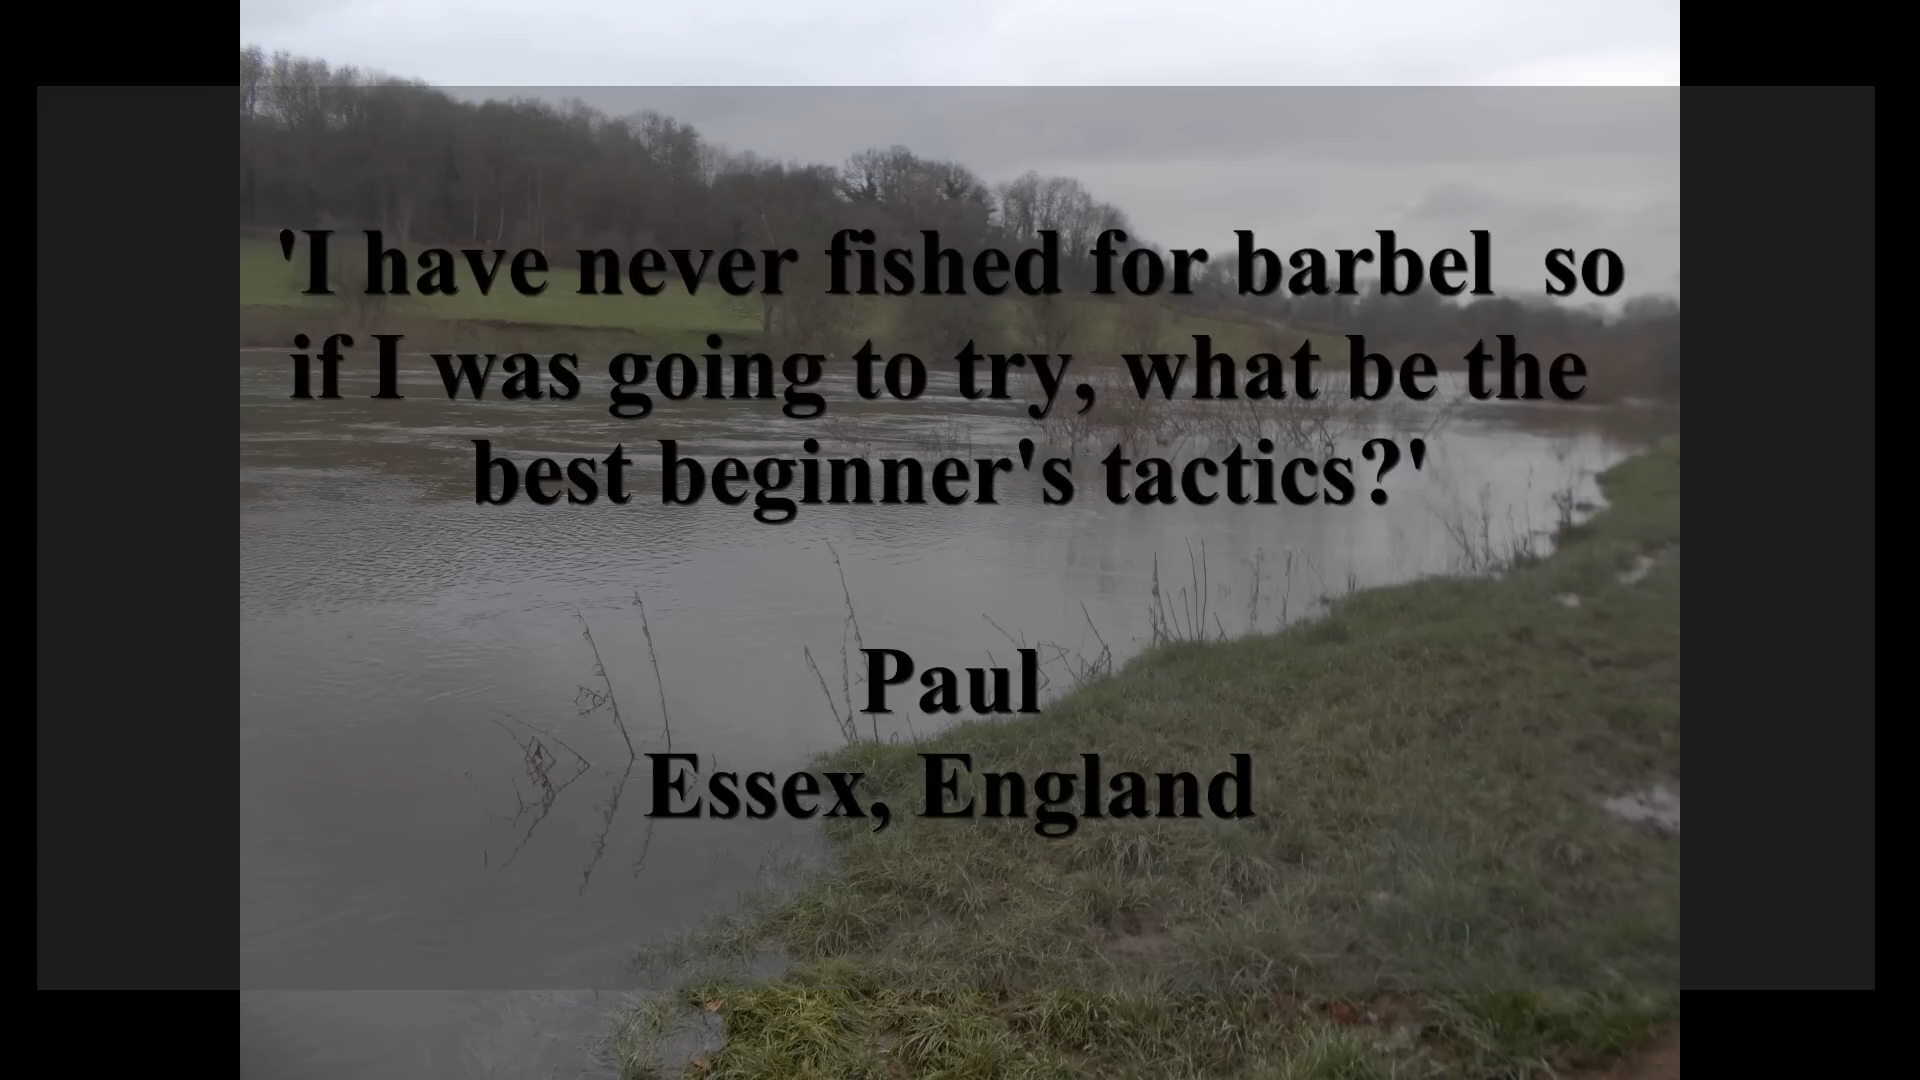 'I have never fished for barbel  so
if I was going to try, what be the
best beginner's tactics?'
Paul
Essex, England